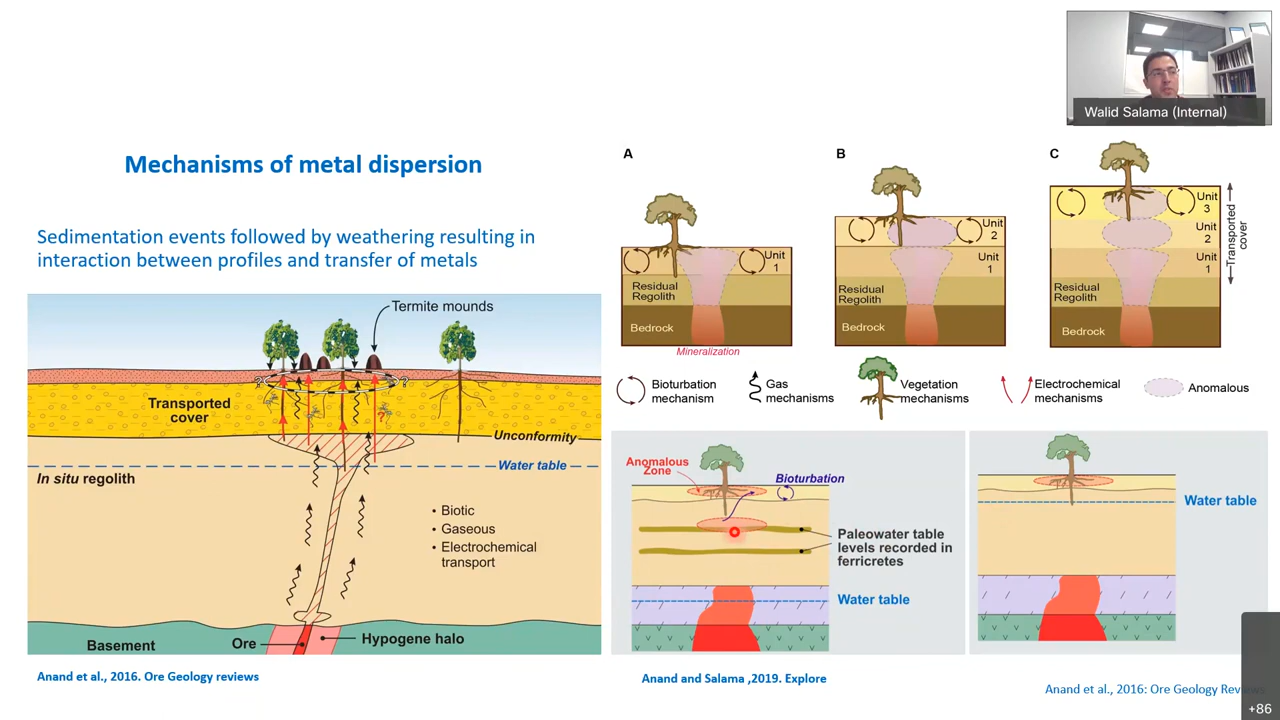 Walid Salama (Internal)
Mechanisms of metal dispersion
Sedimentation events followed by weathering resulting in
interaction between profiles and transfer of metals
Termite mounds
?
?
Transported
cover
?
Unconformity
Water table
In situ regolith
• Biotic
• Gaseous
• Electrochemical
transport
Basement
Ore
Hypogene halo
Anand et al., 2016. Ore Geology reviews
A
Unit
1
Residual
Regolith
Bedrock
Mineralization
B
Unit
2
Unit
1
Residual
Regolith
Bedrock
C
Unit
3
Unit
2
Unit
1
Residual
Regolith
Bedrock
Transported
cover
Bioturbation
mechanism
Gas
mechanisms
Vegetation
mechanisms
Electrochemical
mechanisms
Anomalous
Anomalous
Zone
Bioturbation
Paleowater table
levels recorded in
ferricretes
Water table
Anand and Salama ,2019. Explore
Water table
Anand et al., 2016: Ore Geology Reviews
+86